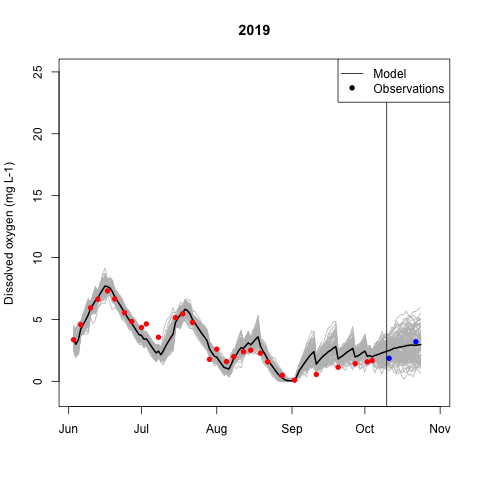 2019
Dissolved oxygen (mg L-1)
25
20
15
10
5
0
Model
Observations
Jun Jul Aug Sep Oct Nov